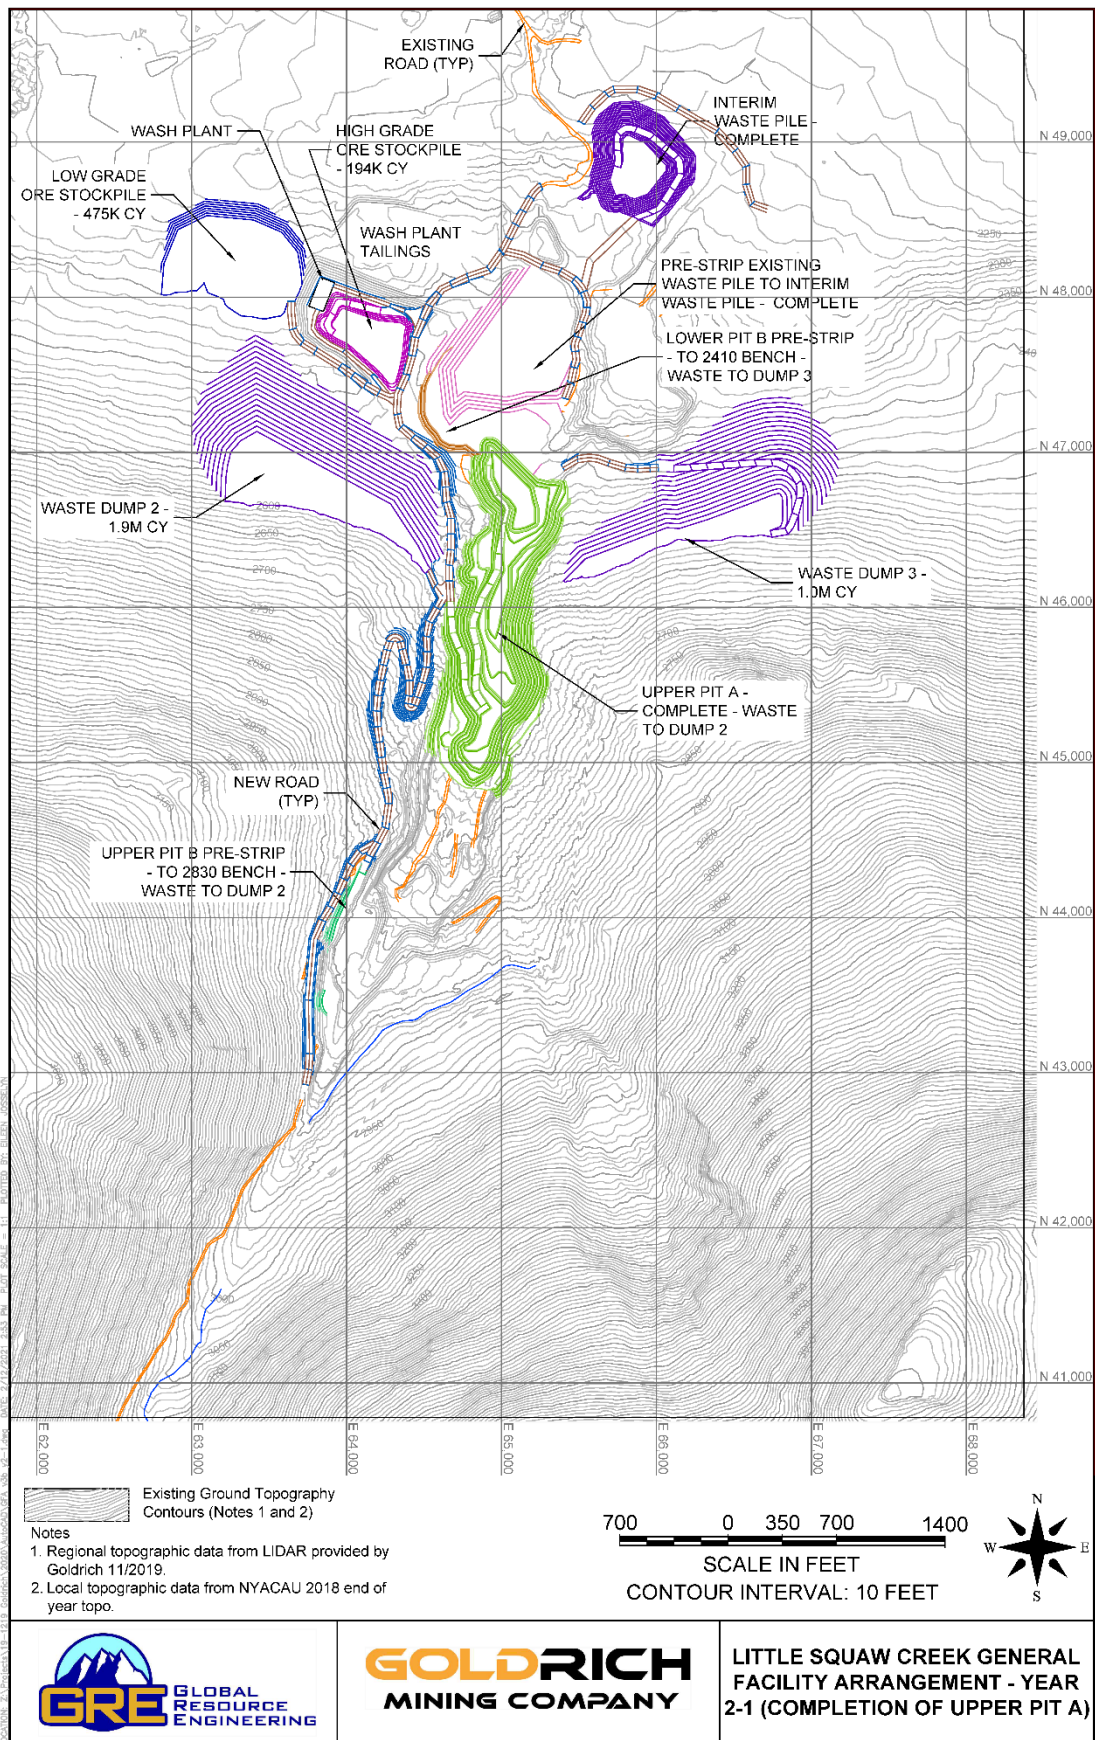 EXISTING
ROAD (TYP)
INTERIM
WASTE PILE -
COMPLETE
N 49,000
WASH PLANT
HIGH GRADE
ORE STOCKPILE
- 194K CY
LOW GRADE
ORE STOCKPILE
- 475K CY
WASH PLANT
TAILINGS
2250
PRE-STRIP EXISTING
WASTE PILE TO INTERIM
WASTE PILE - COMPLETE
N 48,000
LOWER PIT B PRE-STRIP
- TO 2410 BENCH -
WASTE TO DUMP 3
N 47,000
WASTE DUMP 2 -
1.9M CY
2600
2650
2700
WASTE DUMP 3 -
1.0M CY
N 46,000
2700
UPPER PIT A -
COMPLETE - WASTE
TO DUMP 2
N 45,000
NEW ROAD
(TYP)
UPPER PIT B PRE-STRIP
- TO 2830 BENCH -
WASTE TO DUMP 2
N 44,000
N 43,000
N 42,000
N 41,000
E 62,000
E 63,000
E 64,000
E 65,000
E 66,000
E 67,000
E 68,000
Existing Ground Topography
Contours (Notes 1 and 2)
Notes
1. Regional topographic data from LIDAR provided by
Goldrich 11/2019.
2. Local topographic data from NYACAU 2018 end of
year topo.
700 0 350 700 1400
SCALE IN FEET
CONTOUR INTERVAL: 10 FEET
N
W E
S
GRE GLOBAL
RESOURCE
ENGINEERING
GOLDRICH
MINING COMPANY
LITTLE SQUAW CREEK GENERAL
FACILITY ARRANGEMENT - YEAR
2-1 (COMPLETION OF UPPER PIT A)